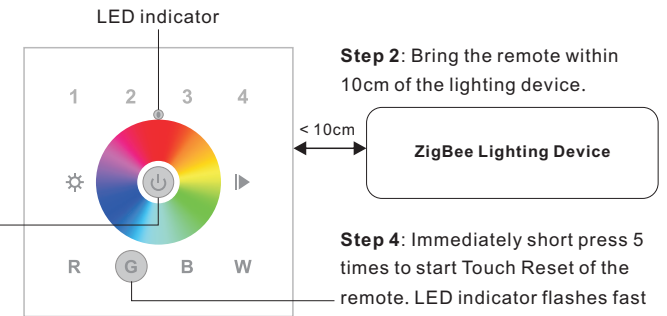 LED indicator
Step 2: Bring the remote within
10cm of the lighting device.
1 2 3 4
< 10cm
ZigBee Lighting Device
Step 4: Immediately short press 5
times to start Touch Reset of the
remote. LED indicator flashes fast
R G B W